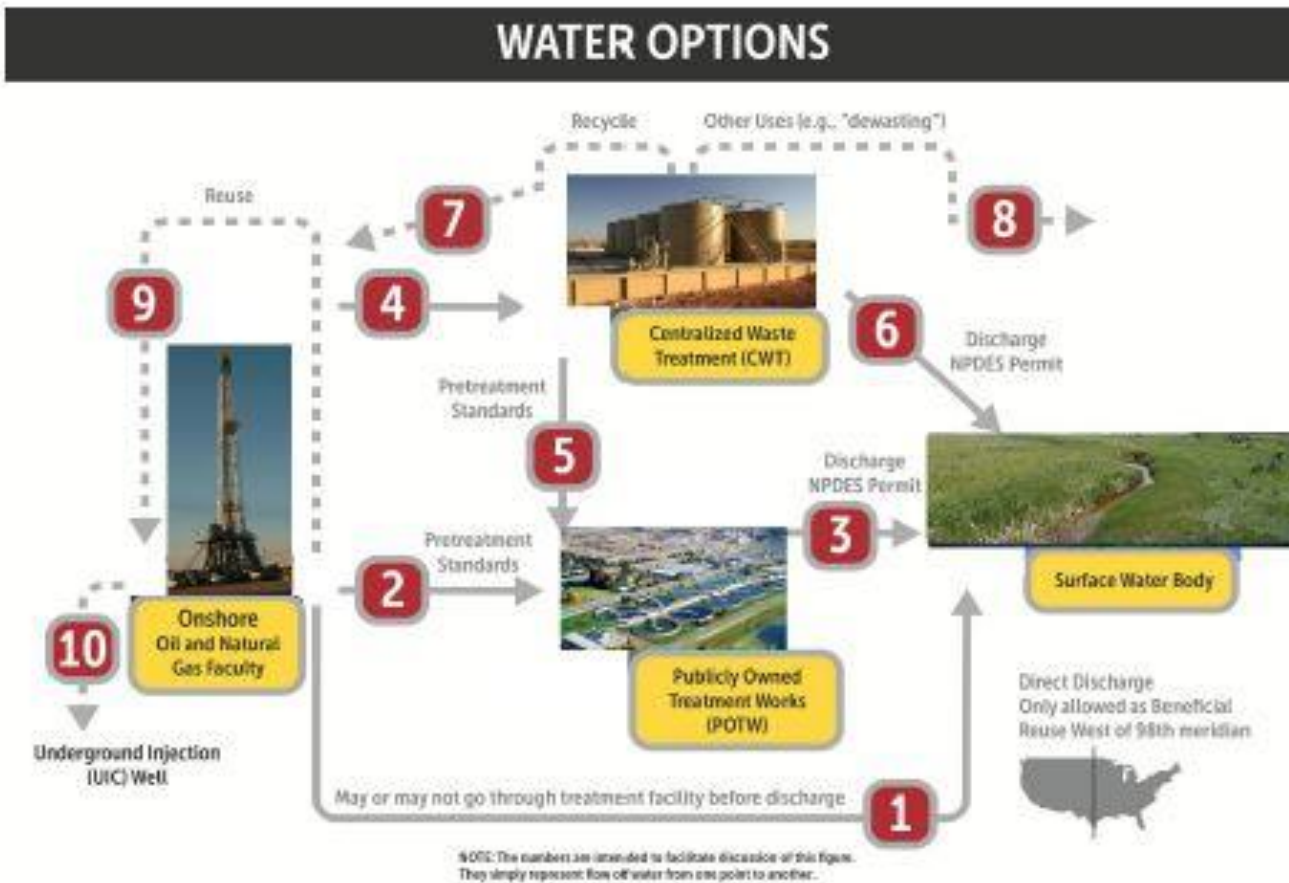 WATER OPTIONS
Recycle
Other Uses (e.g., "dewasting")
Reuse
7
8
9
4
6
Centralized Waste
Treatment (CWT)
Discharge
NPDES Permit
Pretreatment
Standards
5
Discharge
NPDES Permit
3
Pretreatment
Standards
2
Surface Water Body
Onshore
Oil and Natural
Gas Faculty
10
Publicly Owned
Treatment Works
(POTW)
Direct Discharge
Only allowed as Beneficial
Reuse West of 98th meridian
Underground Injection
(UIC) Well
May or may not go through treatment facility before discharge
1
NOTE: The numbers are intended to facilitate discussion of this figure.
They simply represent flow off water from one point to another.